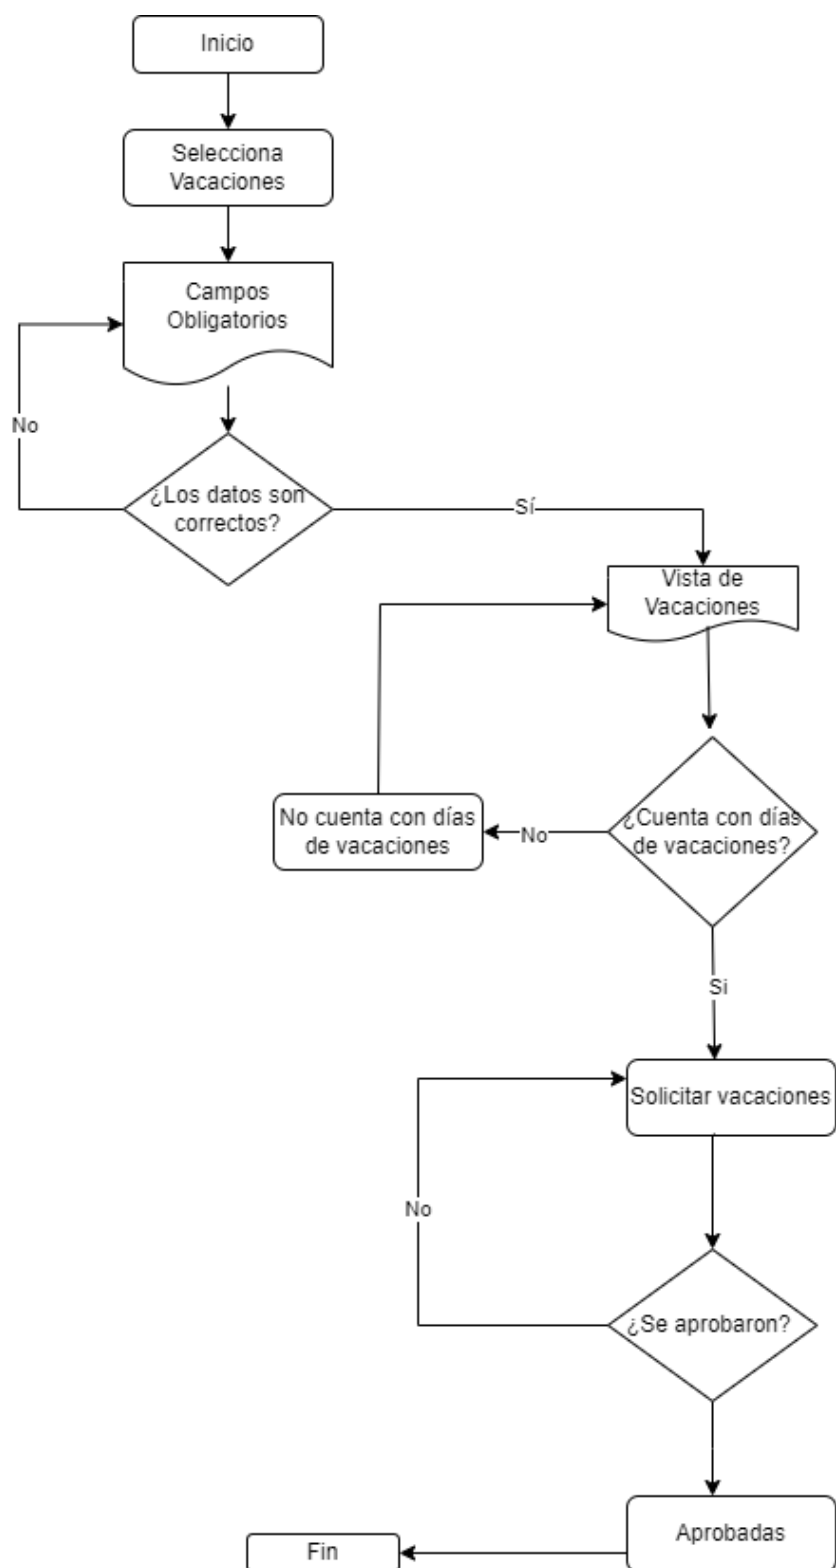 Inicio
Selecciona
Vacaciones
Campos
Obligatorios
No
¿Los datos son
correctos?
Sí
Vista de
Vacaciones
¿Cuenta con días
de vacaciones?
No
No cuenta con días
de vacaciones
Si
Solicitar vacaciones
No
¿Se aprobaron?
Aprobadas
Fin